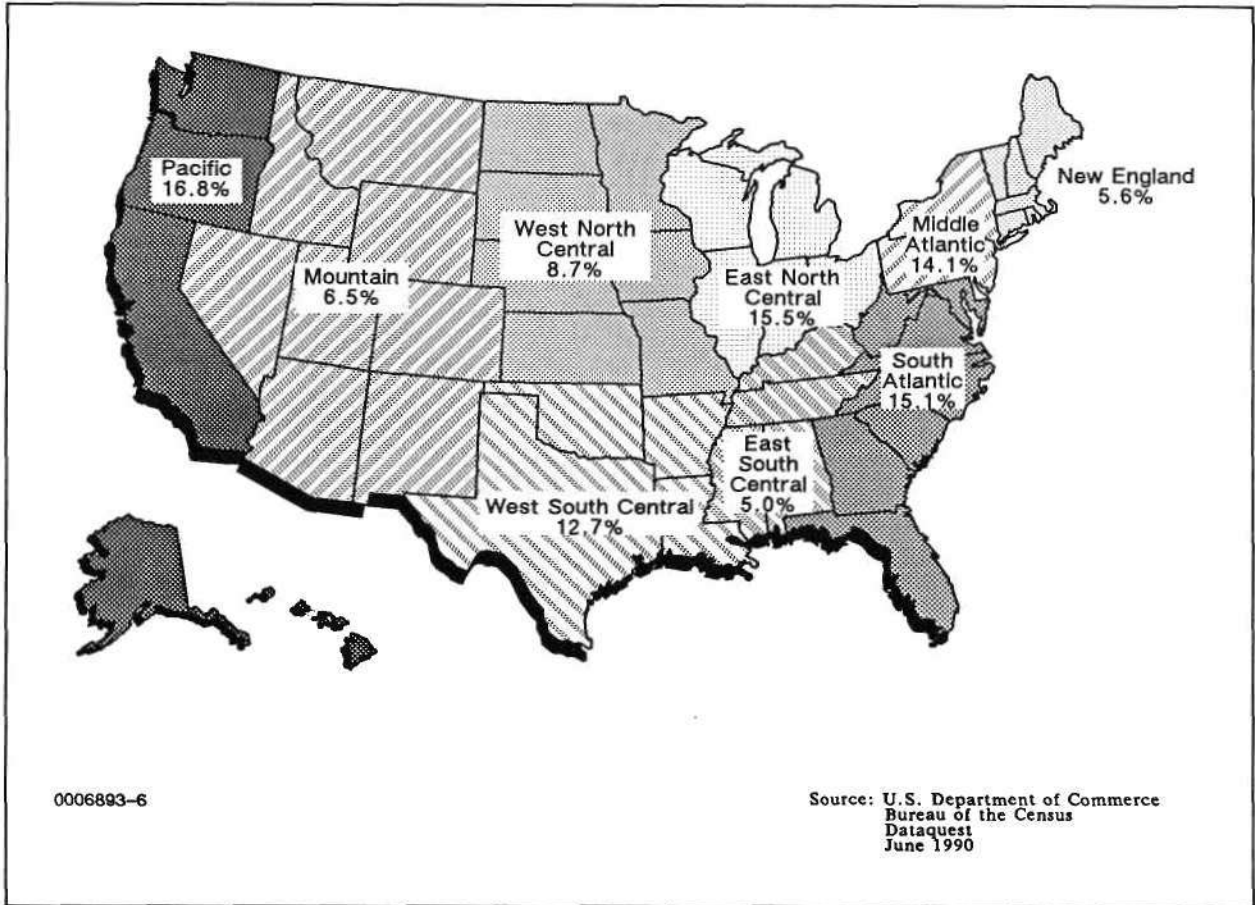 Pacific
16.8%
Mountain
6.5%
West North
Central
8.7%
East North
Central
15.5%
New England
5.6%
Middle
Atlantic
14.1%
South
Atlantic
15.1%
East
South
Central
5.0%
West South Central
12.7%
0006893-6
Source: U.S. Department of Commerce
Bureau of the Census
Dataquest
June 1990